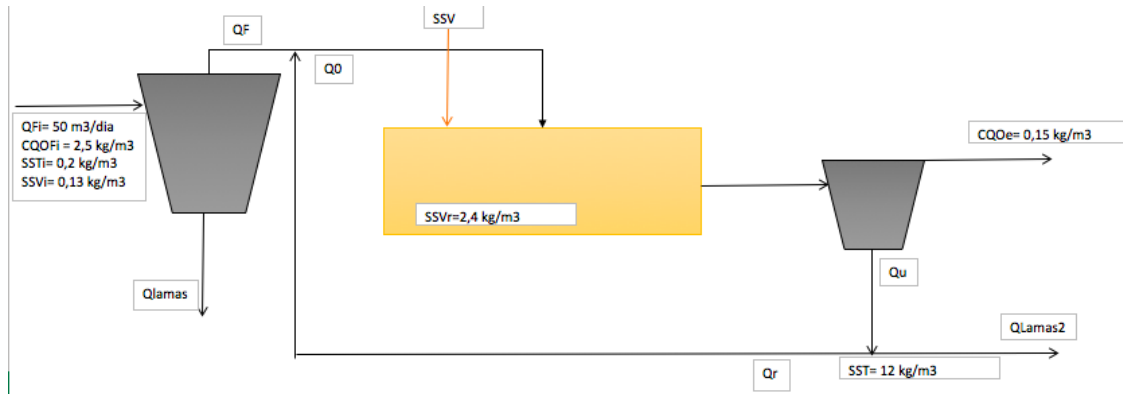 QF
SSV
Q0
QFi= 50 m3/dia
CQOFi = 2,5 kg/m3
SSTi= 0,2 kg/m3
SSVi= 0,13 kg/m3
CQOe= 0,15 kg/m3
SSVr=2,4 kg/m3
Qlamas
Qu
QLamas2
Qr
SST= 12 kg/m3